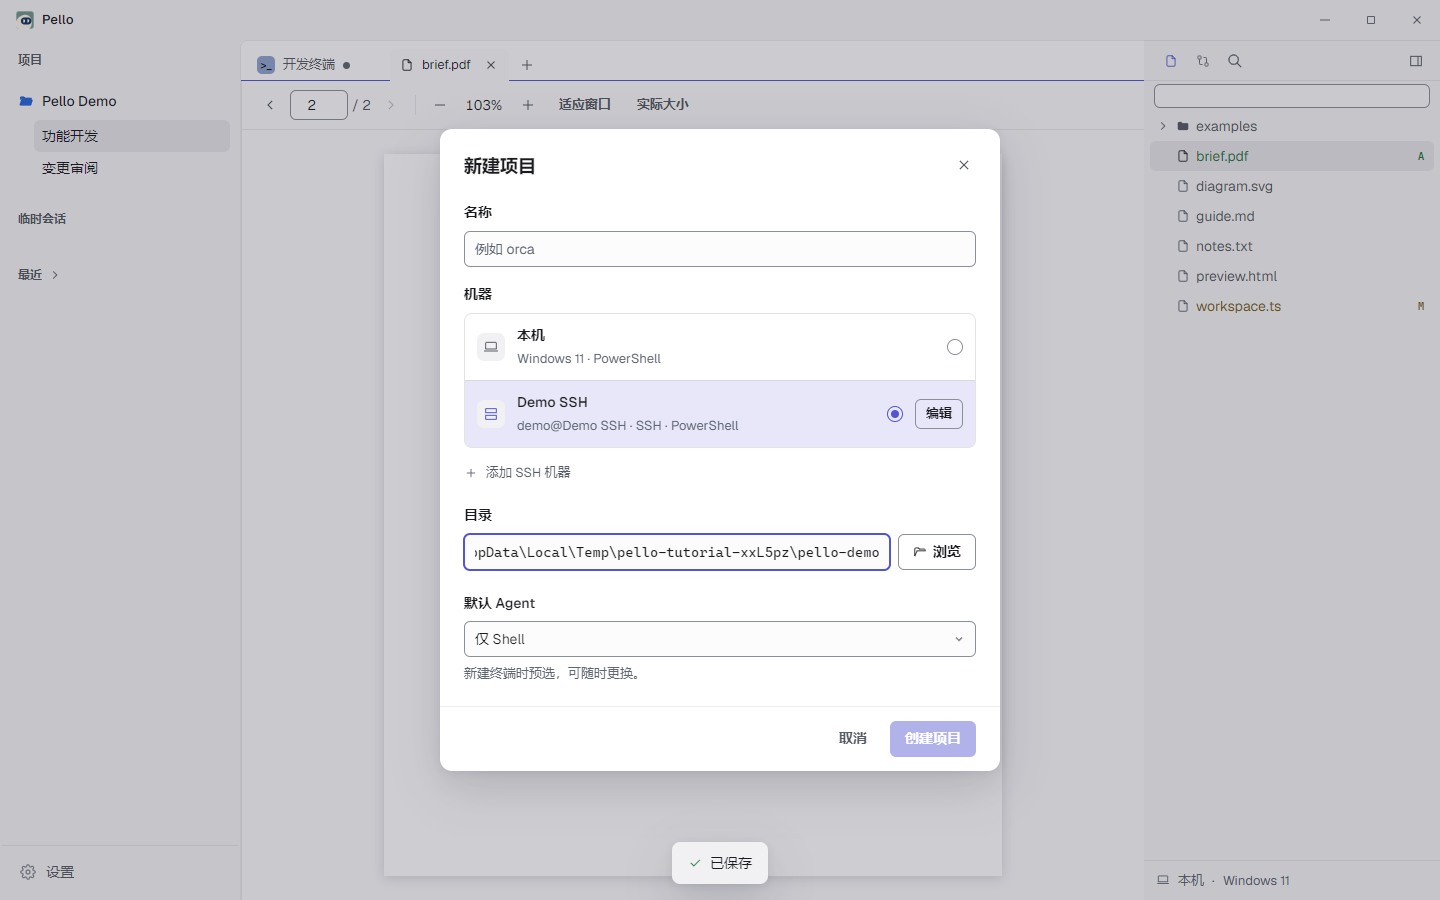 Pello
项目
Pello Demo
功能开发
变更审阅
临时会话
最近
设置
>_ 开发终端
brief.pdf
2 / 2
103%
适应窗口
实际大小
新建项目
名称
例如 orca
机器
本机
Windows 11 · PowerShell
Demo SSH
demo@Demo SSH · SSH · PowerShell
编辑
添加 SSH 机器
目录
ppData\Local\Temp\pello-tutorial-xxL5pz\pello-demo
浏览
默认 Agent
仅 Shell
新建终端时预选，可随时更换。
取消
创建项目
已保存
examples
brief.pdf A
diagram.svg
guide.md
notes.txt
preview.html
workspace.ts M
本机 · Windows 11